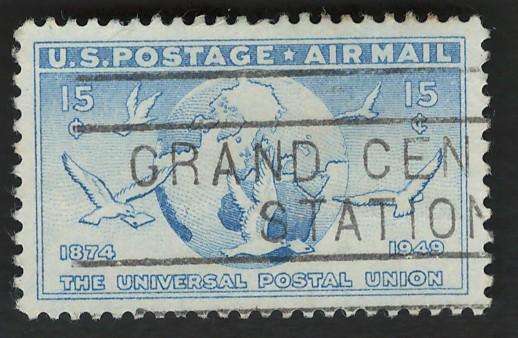 U.S. POSTAGE ★ AIR MAIL
15 15
¢ ¢
GRAND CEN
STATION
1874 1949
THE UNIVERSAL POSTAL UNION